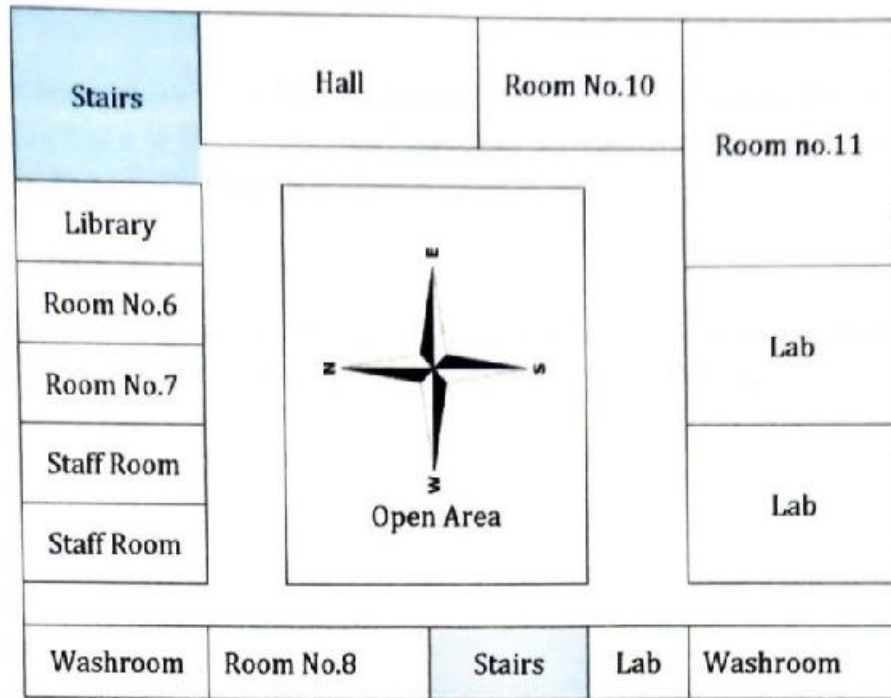 Stairs
Hall
Room No.10
Room no.11
Library
Room No.6
Room No.7
Staff Room
Staff Room
E
N
S
W
Open Area
Lab
Lab
Washroom
Room No.8
Stairs
Lab
Washroom